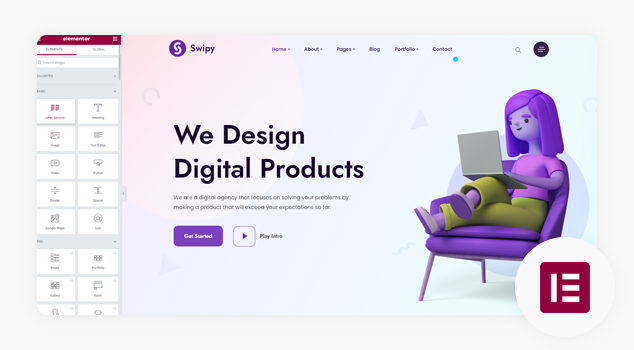 elementor
ELEMENTS GLOBAL
Search Widget
FAVORITES
BASIC
Inner Section Heading
Image Text Editor
Video Button
Divider Spacer
Google Maps Icon
PRO
Posts Portfolio
Gallery Form
Swipy
Home About Pages Blog Portfolio Contact
We Design
Digital Products
We are a digital agency that focuses on solving your problems by
making a product that will exceed your expectations so far.
Get Started Play Intro